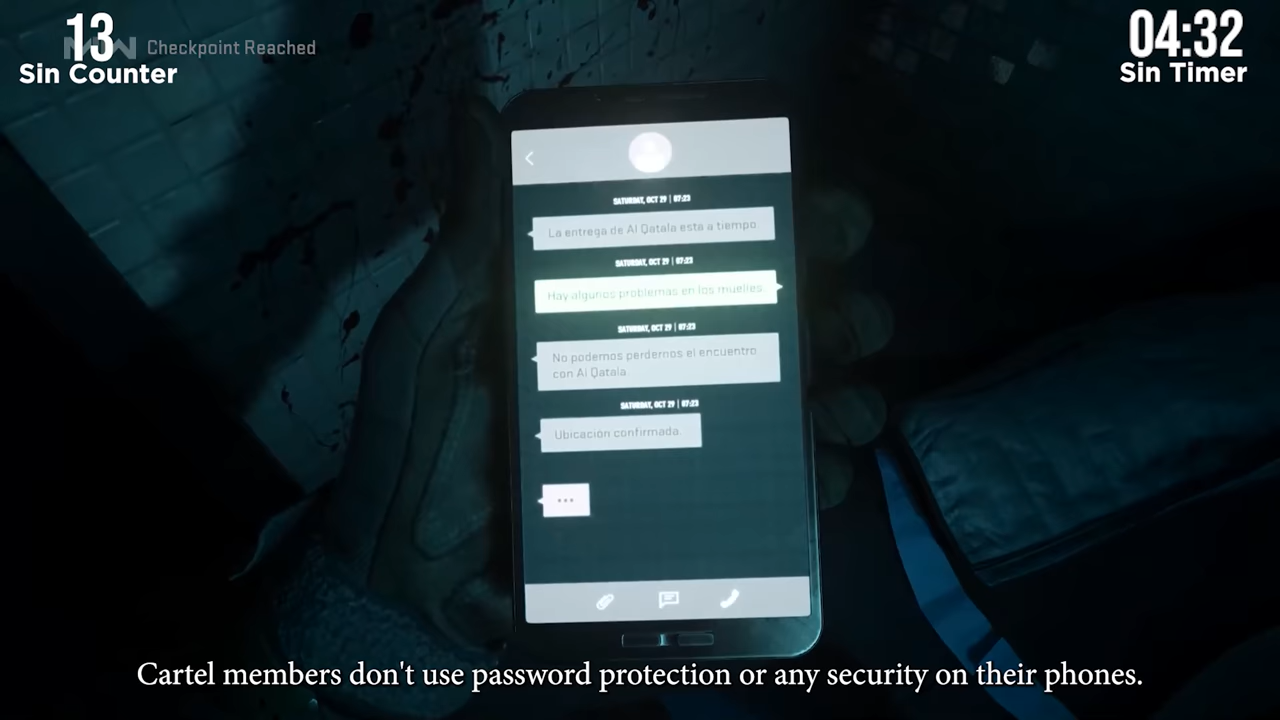 13
MW Checkpoint Reached
Sin Counter
04:32
Sin Timer
SATURDAY, OCT 29 | 07:23
La entrega de Al Qatala esta a tiempo.
SATURDAY, OCT 29 | 07:23
Hay algunos problemas en los muelles.
SATURDAY, OCT 29 | 07:23
No podemos perdernos el encuentro
con Al Qatala.
SATURDAY, OCT 29 | 07:23
Ubicación confirmada.
...
Cartel members don't use password protection or any security on their phones.